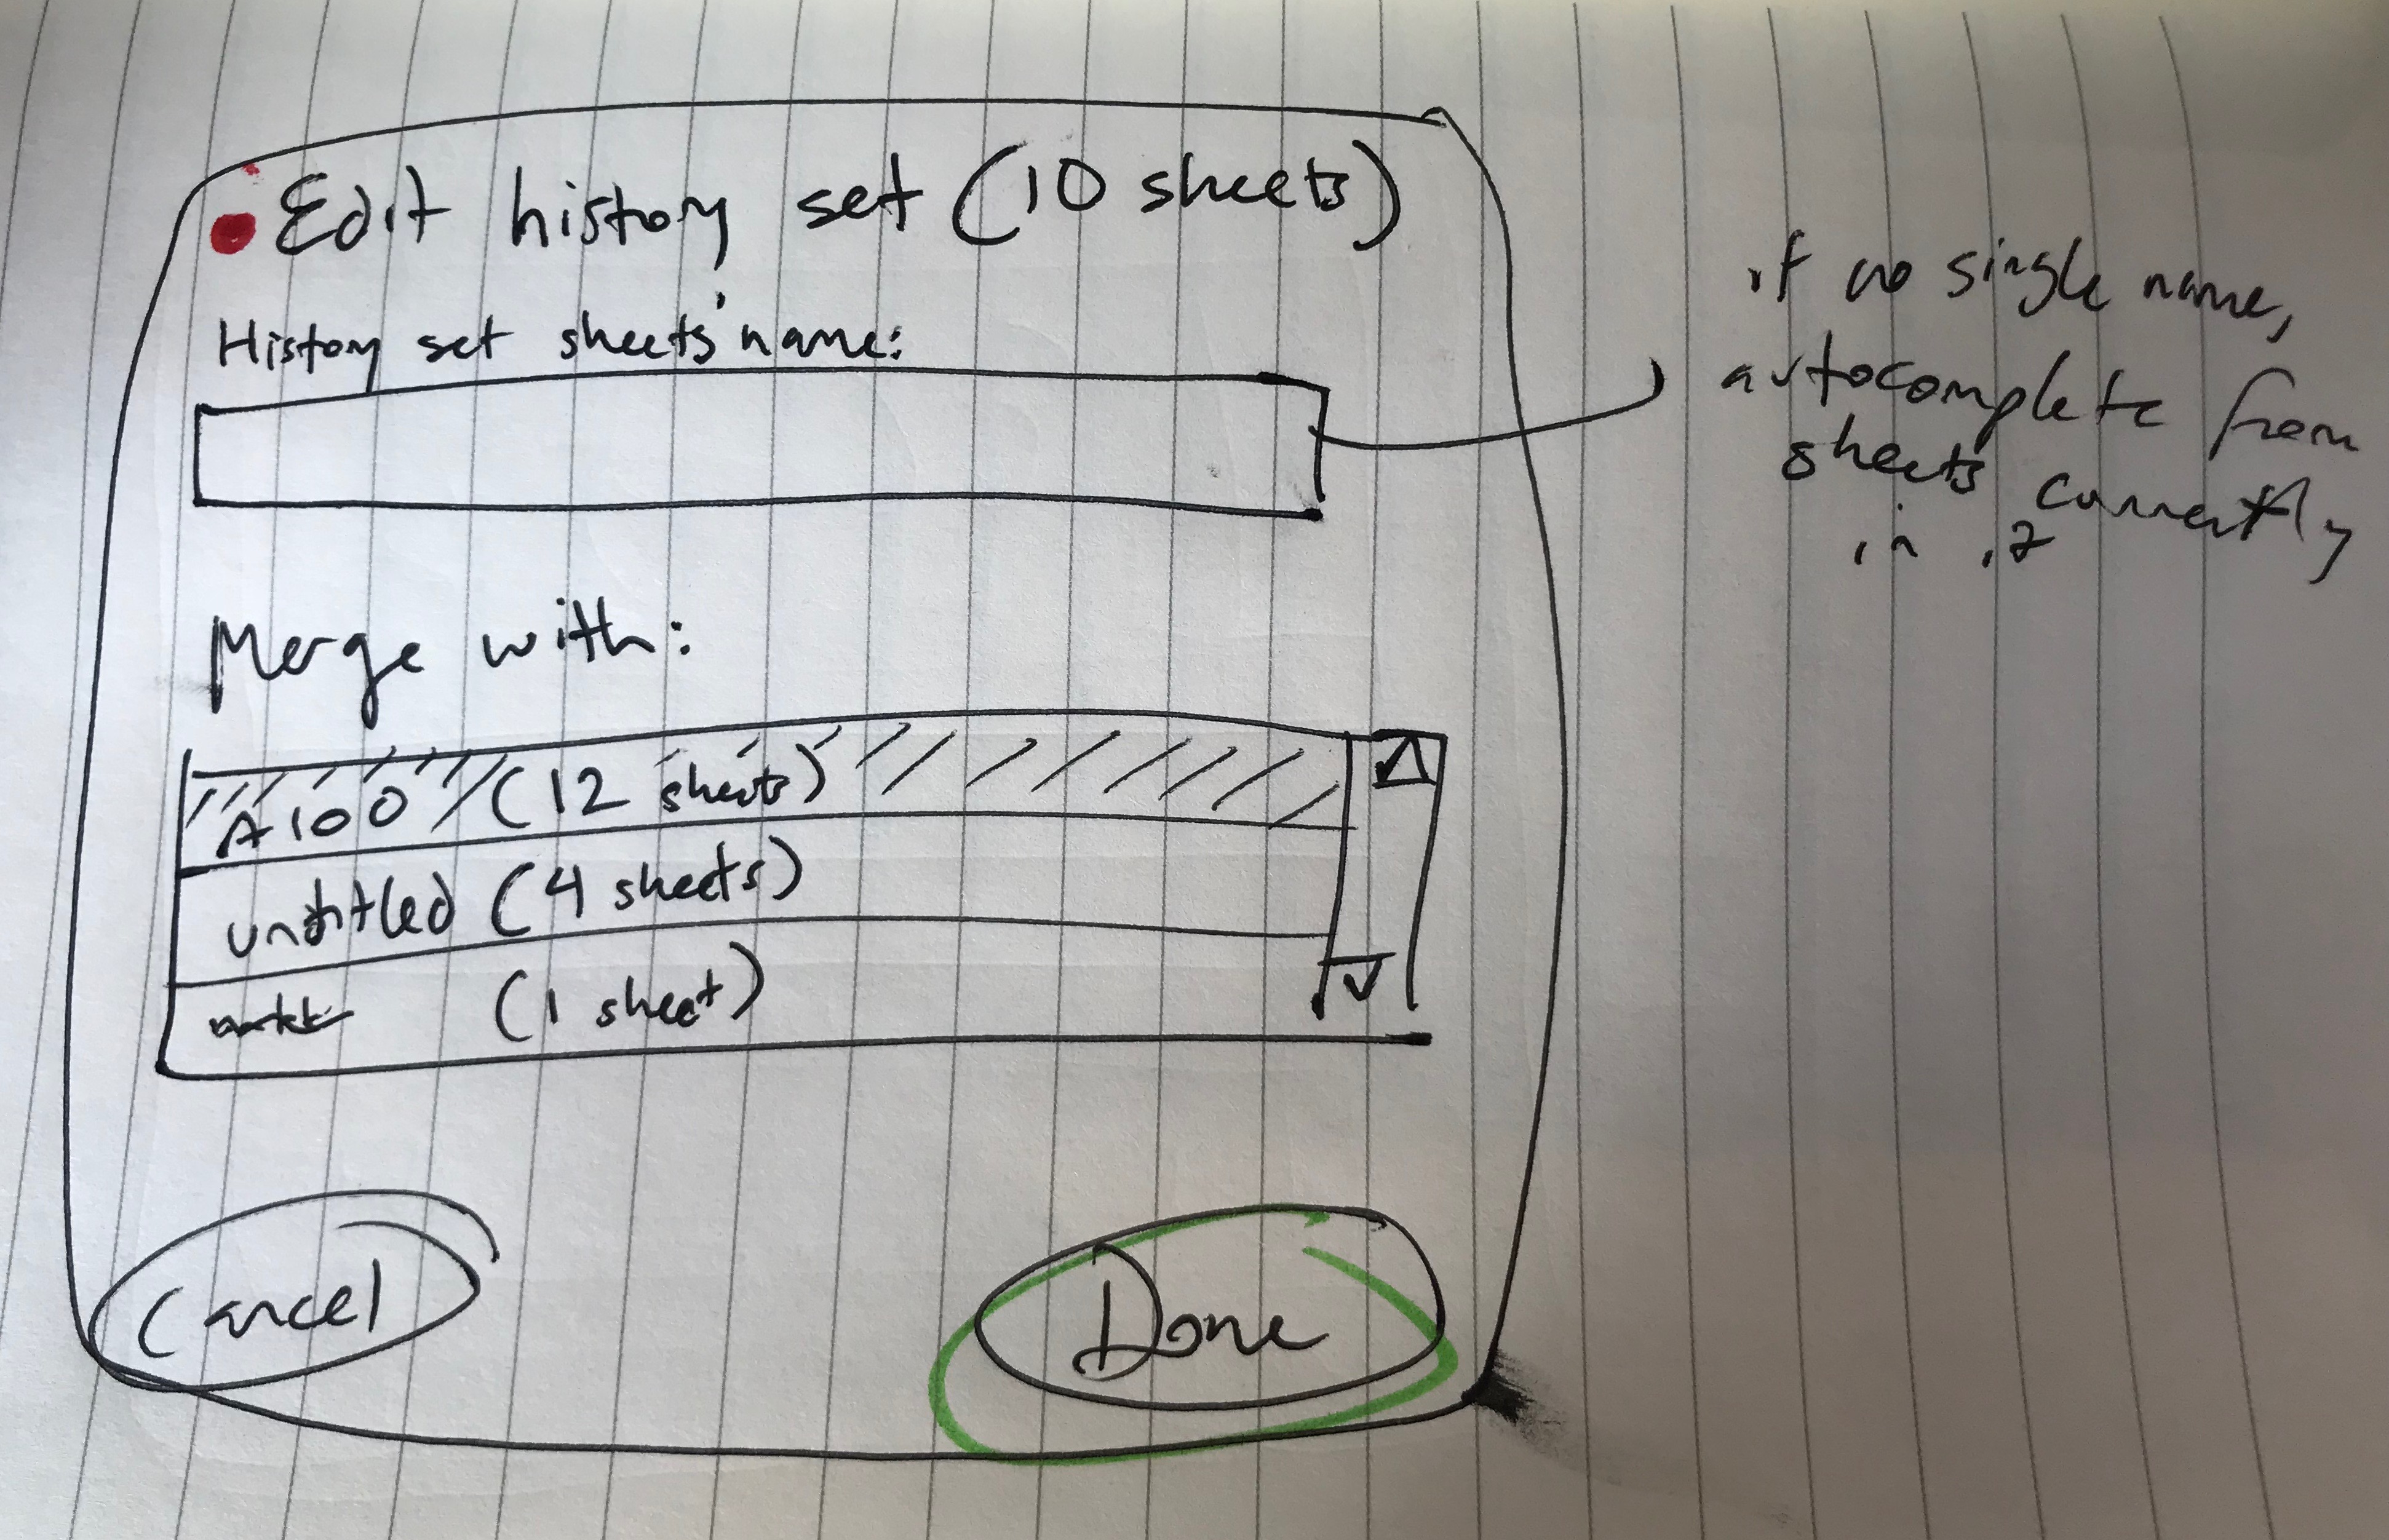 Edit history set (10 sheets)
History set sheets' name:
if no single name,
autocomplete from
sheets currently
in it
Merge with:
A100 (12 sheets)
untitled (4 sheets)
(1 sheet)
Cancel
Done